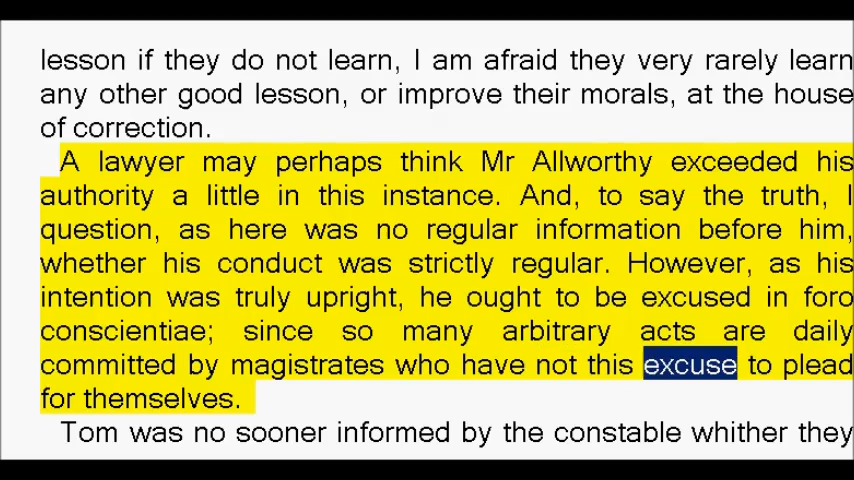 lesson if they do not learn, I am afraid they very rarely learn
any other good lesson, or improve their morals, at the house
of correction.
A lawyer may perhaps think Mr Allworthy exceeded his
authority a little in this instance. And, to say the truth, I
question, as here was no regular information before him,
whether his conduct was strictly regular. However, as his
intention was truly upright, he ought to be excused in foro
conscientiae; since so many arbitrary acts are daily
committed by magistrates who have not this excuse to plead
for themselves.
Tom was no sooner informed by the constable whither they